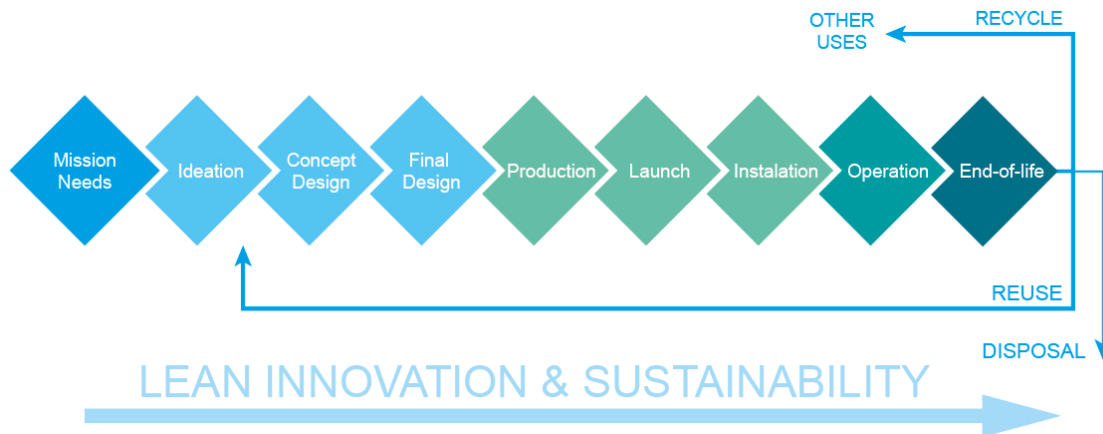 OTHER
USES
RECYCLE
Mission
Needs
Ideation
Concept
Design
Final
Design
Production
Launch
Instalation
Operation
End-of-life
REUSE
DISPOSAL
LEAN INNOVATION & SUSTAINABILITY